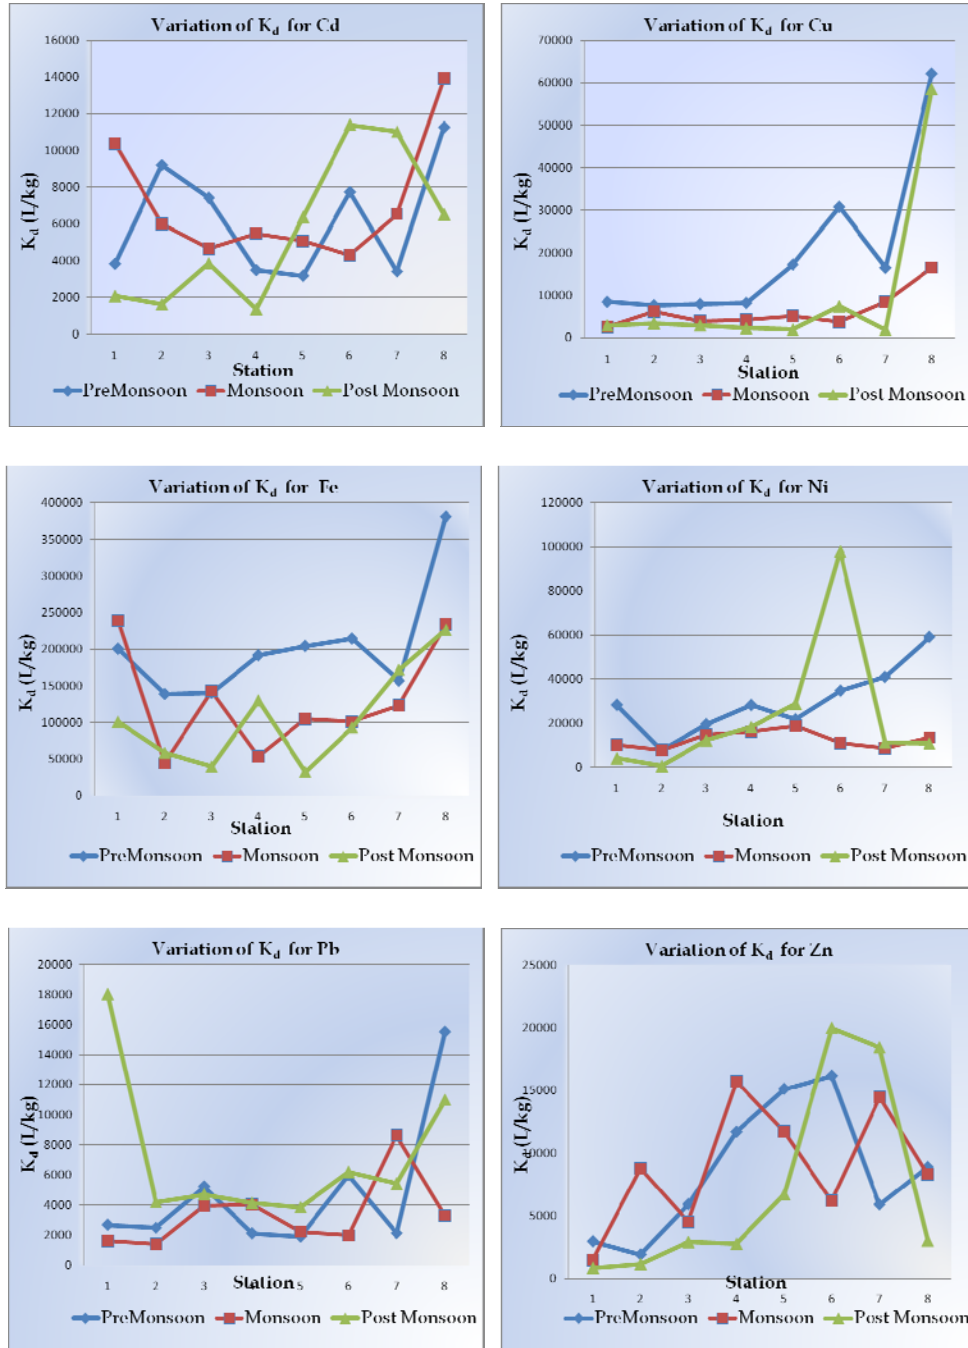 Variation of Kd for Cd
16000
14000
12000
10000
8000
6000
4000
2000
0
Kd (L/kg)
1 2 3 4 5 6 7 8
Station
PreMonsoon Monsoon Post Monsoon
Variation of Kd for Cu
70000
60000
50000
40000
30000
20000
10000
0
Kd (L/kg)
1 2 3 4 5 6 7 8
Station
PreMonsoon Monsoon Post Monsoon
Variation of Kd for Fe
400000
350000
300000
250000
200000
150000
100000
50000
0
Kd (L/kg)
1 2 3 4 5 6 7 8
Station
PreMonsoon Monsoon Post Monsoon
Variation of Kd for Ni
120000
100000
80000
60000
40000
20000
0
Kd (L/kg)
1 2 3 4 5 6 7 8
Station
PreMonsoon Monsoon Post Monsoon
Variation of Kd for Pb
20000
18000
16000
14000
12000
10000
8000
6000
4000
2000
0
Kd (L/kg)
1 2 3 4 5 6 7 8
Station
PreMonsoon Monsoon Post Monsoon
Variation of Kd for Zn
25000
20000
15000
10000
5000
0
Kd (L/kg)
1 2 3 4 5 6 7 8
Station
PreMonsoon Monsoon Post Monsoon